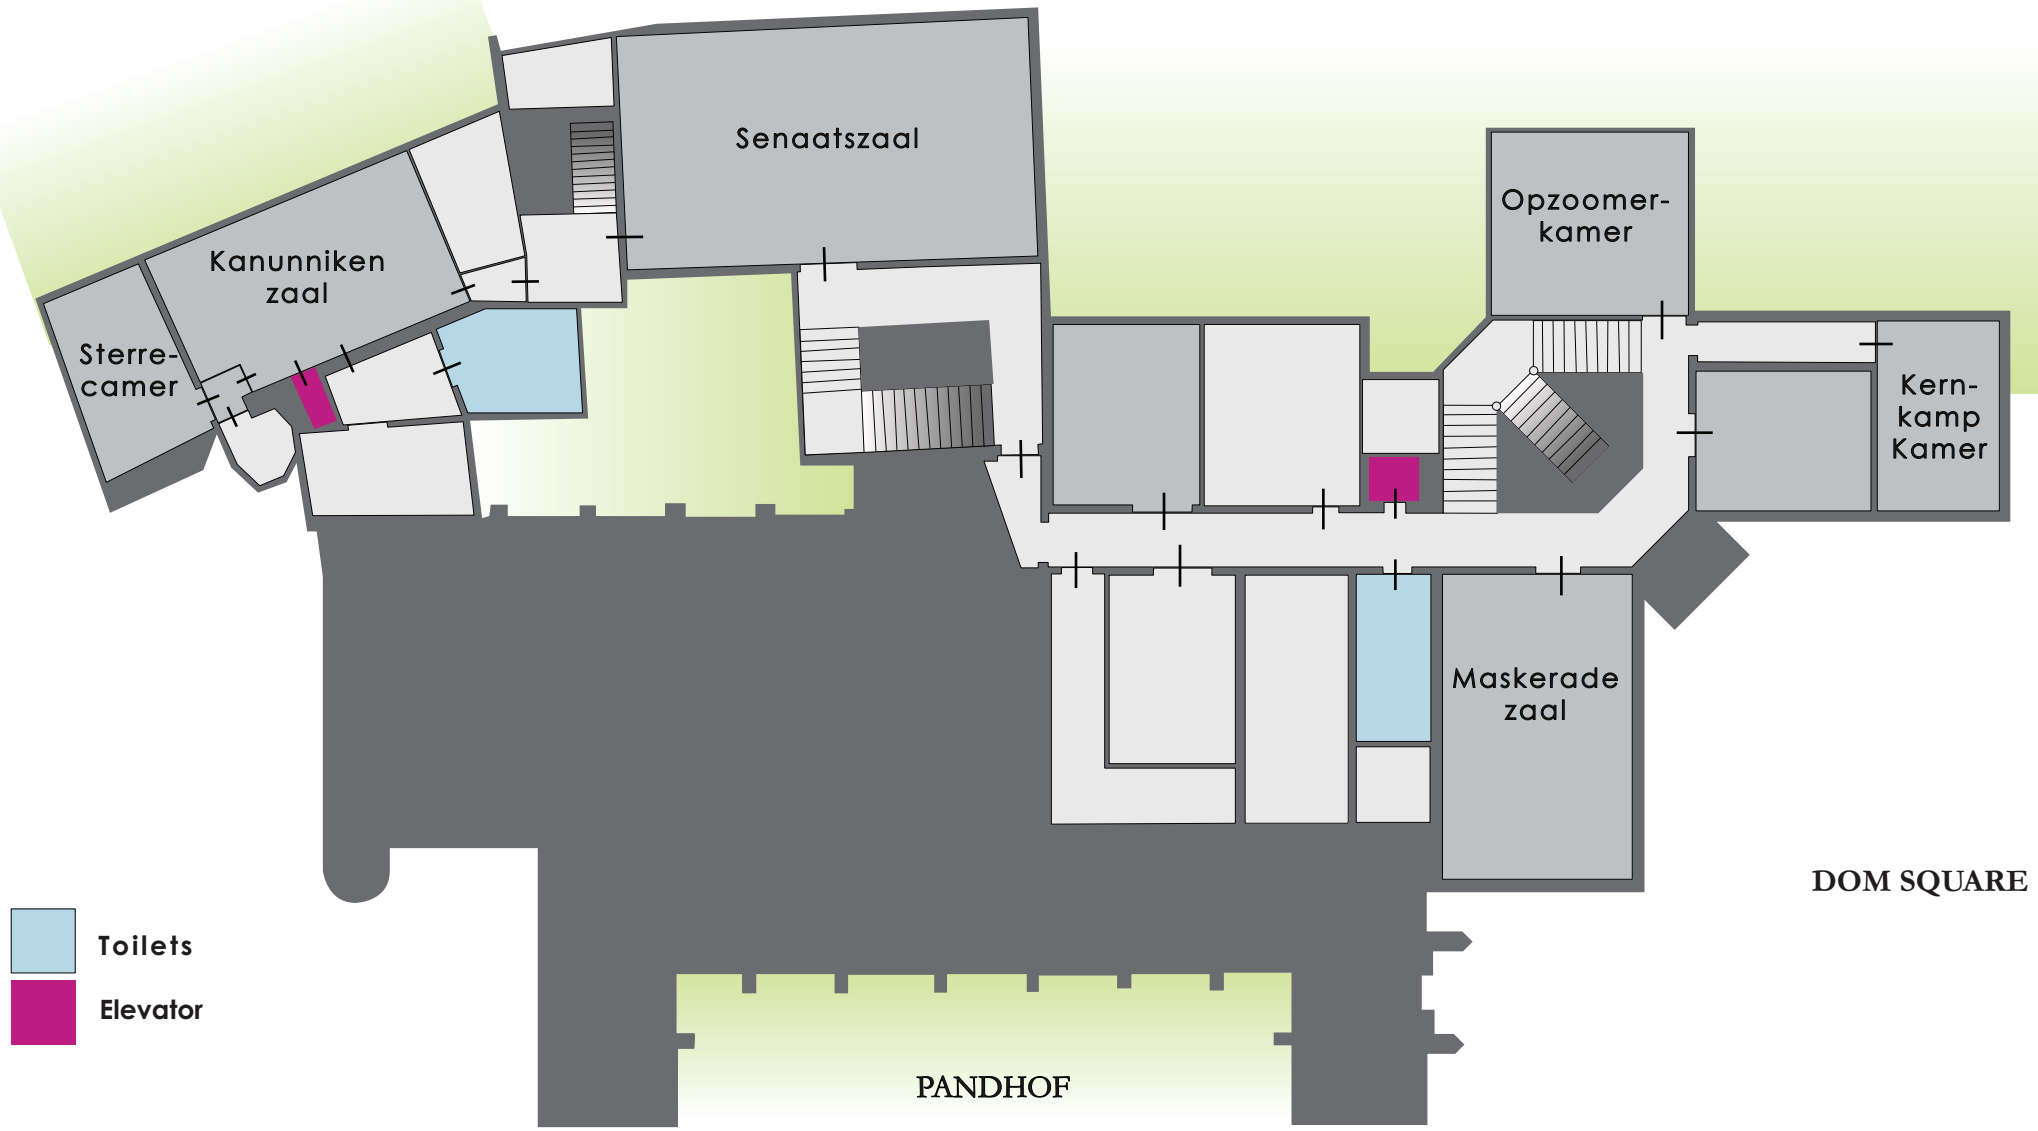 Senaatszaal
Opzoomer-
kamer
Kanunniken
zaal
Sterre-
camer
Kern-
kamp
Kamer
Maskerade
zaal
DOM SQUARE
Toilets
Elevator
PANDHOF